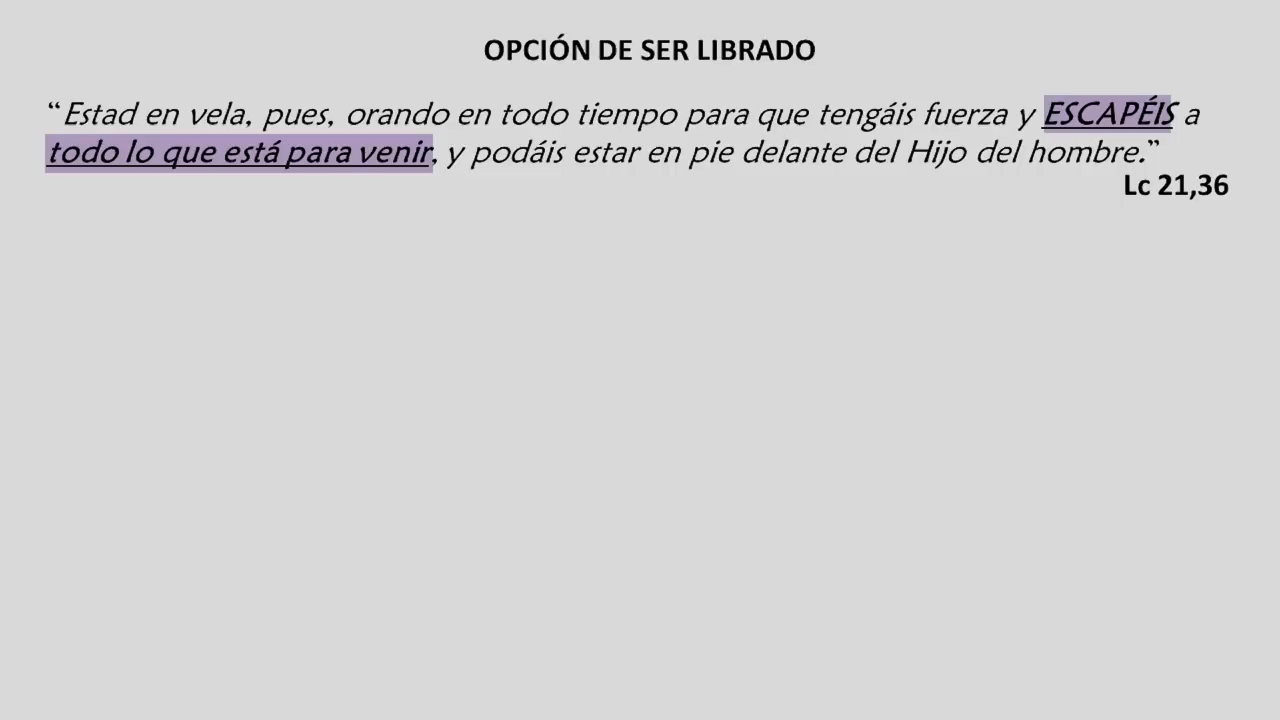 OPCIÓN DE SER LIBRADO
“Estad en vela, pues, orando en todo tiempo para que tengáis fuerza y ESCAPÉIS a
todo lo que está para venir, y podáis estar en pie delante del Hijo del hombre.”
Lc 21,36